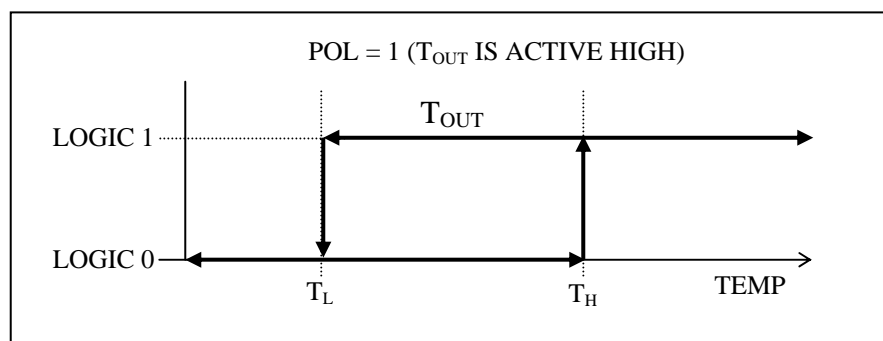 POL = 1 (TOUT IS ACTIVE HIGH)
TOUT
LOGIC 1
LOGIC 0
TL
TH
TEMP